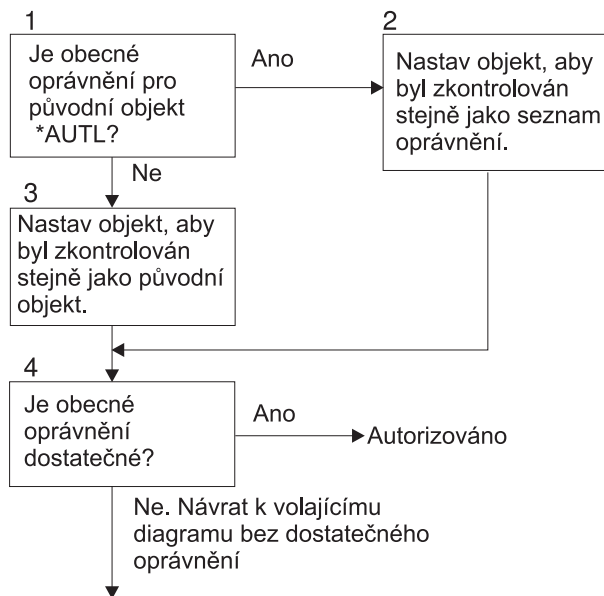 1
Je obecné
oprávnění pro
původní objekt
*AUTL?
Ano
2
Nastav objekt, aby
byl zkontrolován
stejně jako seznam
oprávnění.
Ne
3
Nastav objekt, aby
byl zkontrolován
stejně jako původní
objekt.
4
Je obecné
oprávnění
dostatečné?
Ano
Autorizováno
Ne. Návrat k volajícímu
diagramu bez dostatečného
oprávnění